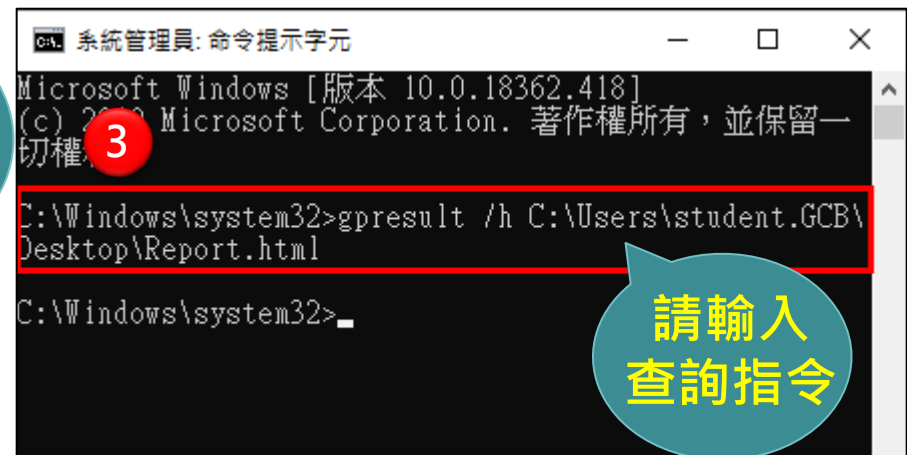 系統管理員: 命令提示字元
Microsoft Windows [版本 10.0.18362.418]
(c) Microsoft Corporation. 著作權所有，並保留一
切權
3
C:\Windows\system32>gpresult /h C:\Users\student.GCB\
Desktop\Report.html
C:\Windows\system32>
請輸入
查詢指令